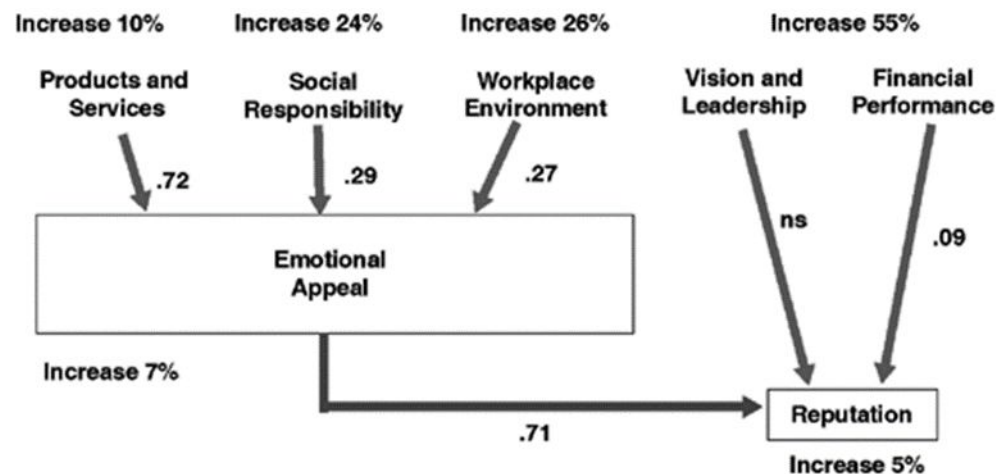 Increase 10%
Increase 24%
Increase 26%
Increase 55%
Products and
Services
Social
Responsibility
Workplace
Environment
Vision and
Leadership
Financial
Performance
.72
.29
.27
ns
.09
Emotional
Appeal
Increase 7%
.71
Reputation
Increase 5%